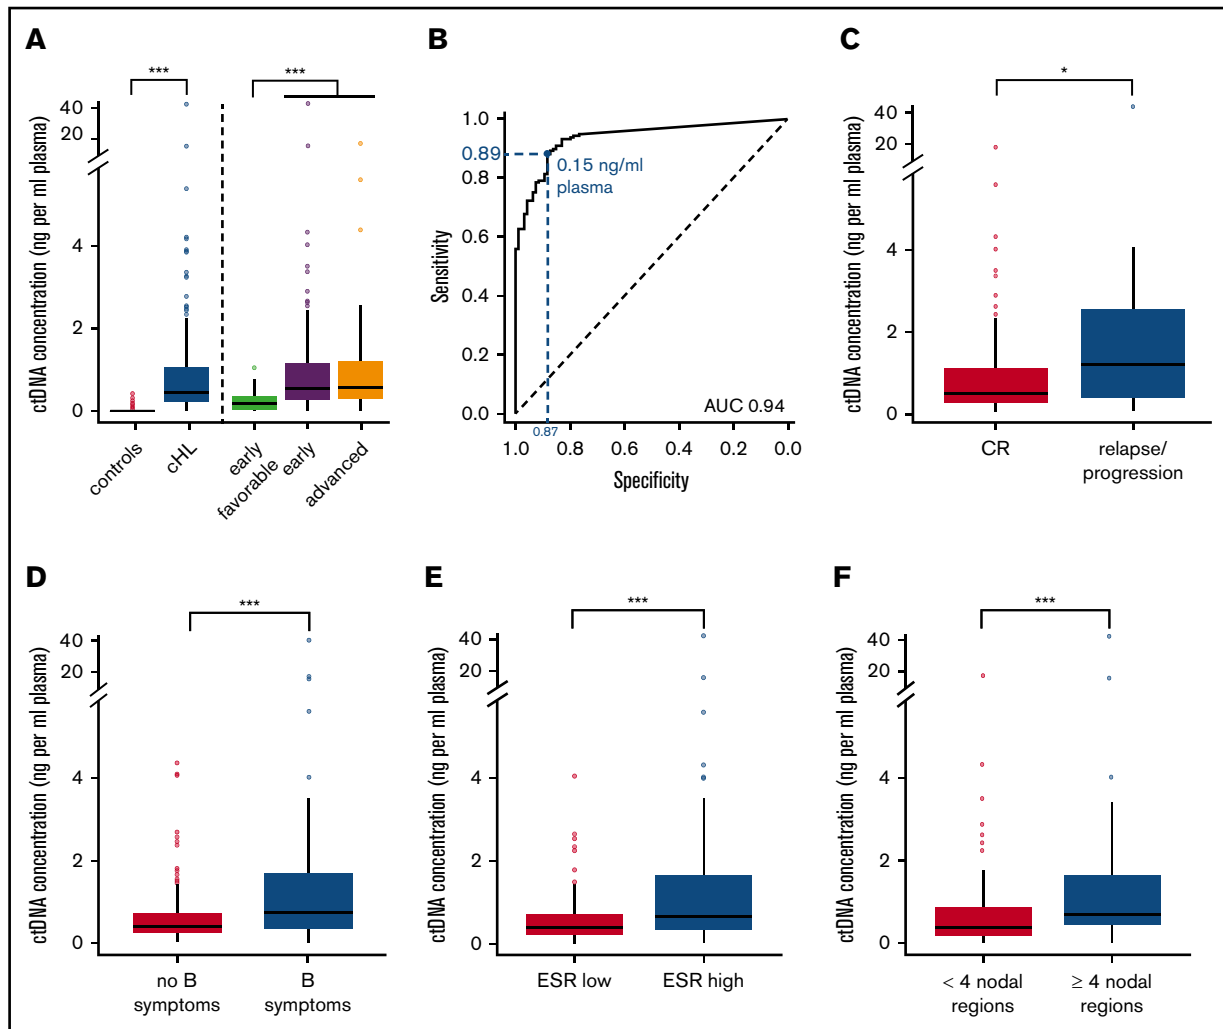 A
***
***
ctDNA concentration (ng per ml plasma)
40
20
4
2
0
controls
cHL
early
favorable
early
advanced
B
Sensitivity
1.0
0.89
0.8
0.6
0.4
0.2
0.0
0.15 ng/ml
plasma
AUC 0.94
0.87
1.0 0.8 0.6 0.4 0.2 0.0
Specificity
C
*
ctDNA concentration (ng per ml plasma)
40
20
4
2
0
CR
relapse/
progression
D
***
ctDNA concentration (ng per ml plasma)
40
20
4
2
0
no B
symptoms
B
symptoms
E
***
ctDNA concentration (ng per ml plasma)
40
20
4
2
0
ESR low
ESR high
F
***
ctDNA concentration (ng per ml plasma)
40
20
4
2
0
< 4 nodal
regions
≥ 4 nodal
regions